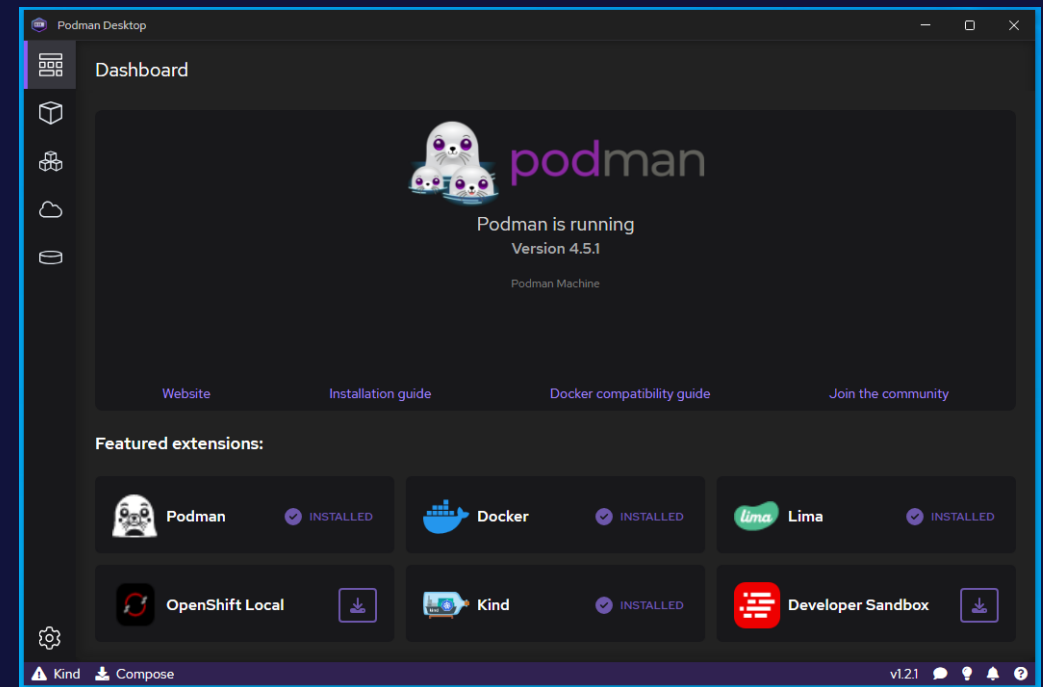 Podman Desktop
Dashboard
podman
Podman is running
Version 4.5.1
Podman Machine
Website Installation guide Docker compatibility guide Join the community
Featured extensions:
Podman INSTALLED Docker INSTALLED lima Lima INSTALLED
OpenShift Local Kind INSTALLED Developer Sandbox
Kind Compose v1.2.1